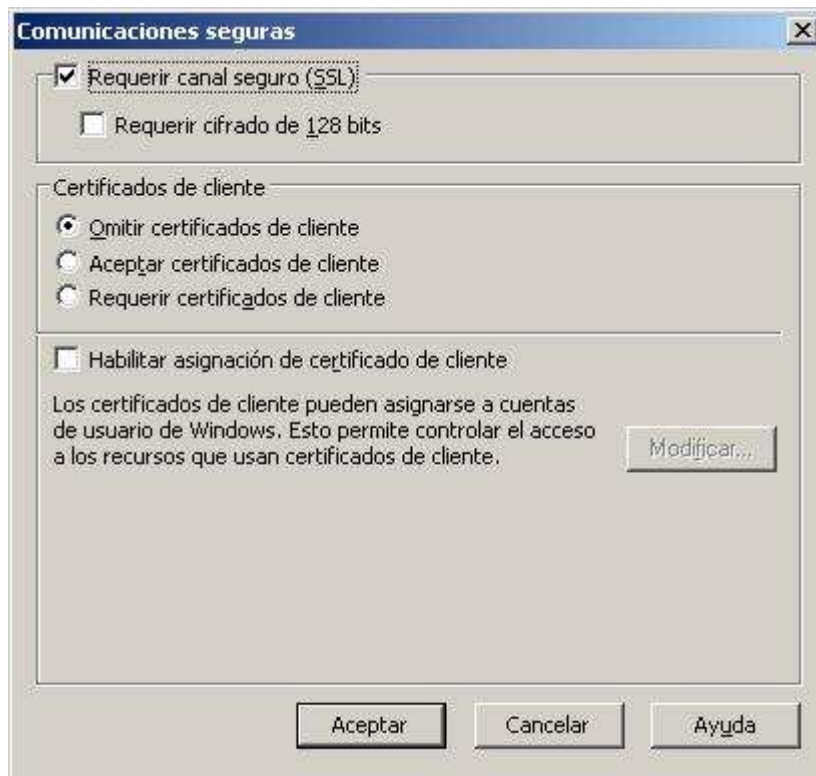 Comunicaciones seguras
Requerir canal seguro (SSL)
Requerir cifrado de 128 bits
Certificados de cliente
Omitir certificados de cliente
Aceptar certificados de cliente
Requerir certificados de cliente
Habilitar asignación de certificado de cliente
Los certificados de cliente pueden asignarse a cuentas
de usuario de Windows. Esto permite controlar el acceso
a los recursos que usan certificados de cliente.
Modificar...
Aceptar
Cancelar
Ayuda